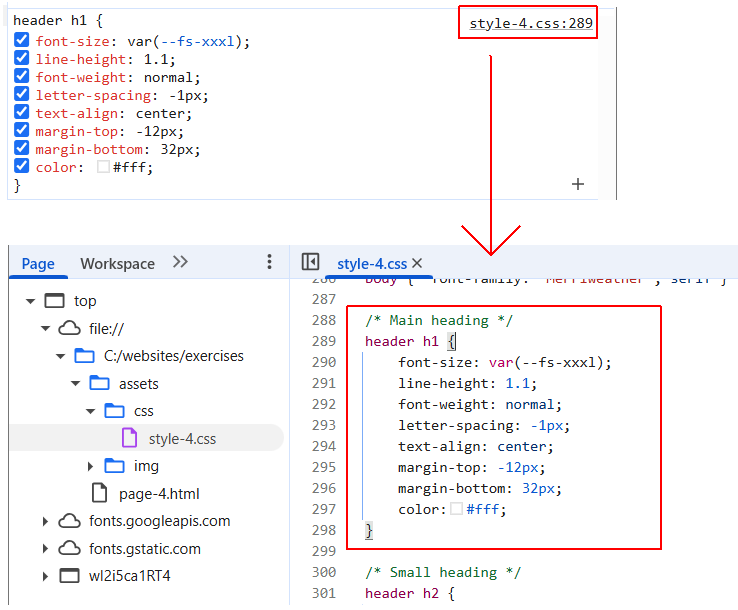 header h1 {
style-4.css:289
font-size: var(--fs-xxxl);
line-height: 1.1;
font-weight: normal;
letter-spacing: -1px;
text-align: center;
margin-top: -12px;
margin-bottom: 32px;
color: #fff;
}
+
Page Workspace
top
file://
C:/websites/exercises
assets
css
style-4.css
img
page-4.html
fonts.googleapis.com
fonts.gstatic.com
wl2i5ca1RT4
style-4.css
286 body { font-family: 'Merriweather', serif }
287
288 /* Main heading */
289 header h1 {
290 font-size: var(--fs-xxxl);
291 line-height: 1.1;
292 font-weight: normal;
293 letter-spacing: -1px;
294 text-align: center;
295 margin-top: -12px;
296 margin-bottom: 32px;
297 color: #fff;
298 }
299
300 /* Small heading */
301 header h2 {